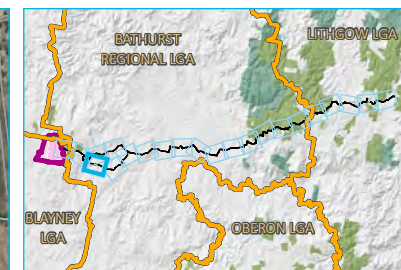 BATHURST
REGIONAL LGA
LITHGOW LGA
BLAYNEY
LGA
OBERON LGA